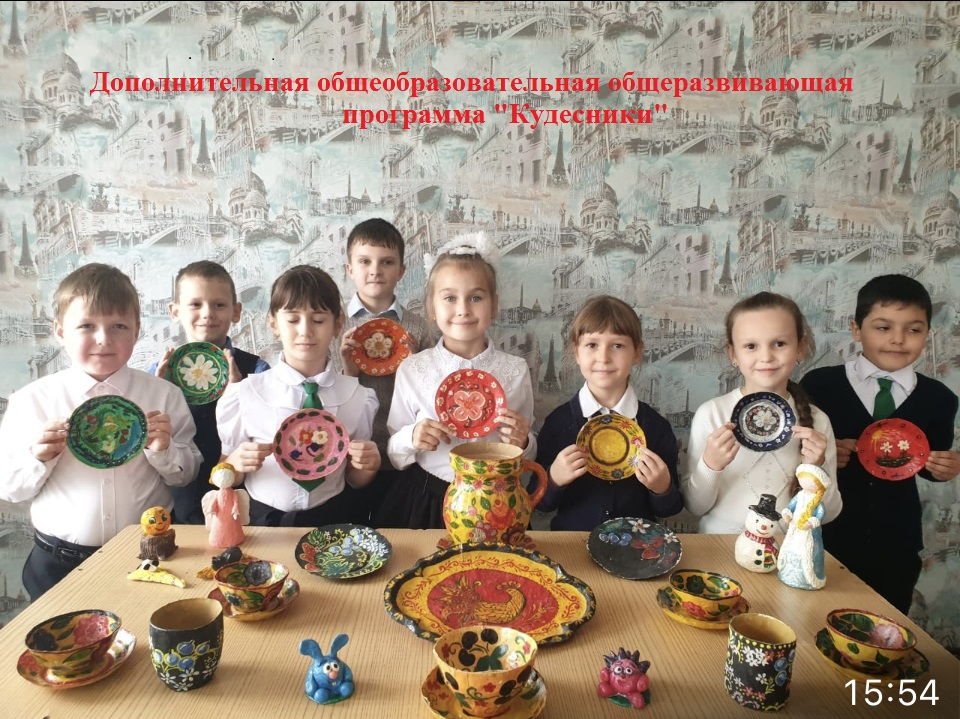 Дополнительная общеобразовательная общеразвивающая
программа "Кудесники"
15:54